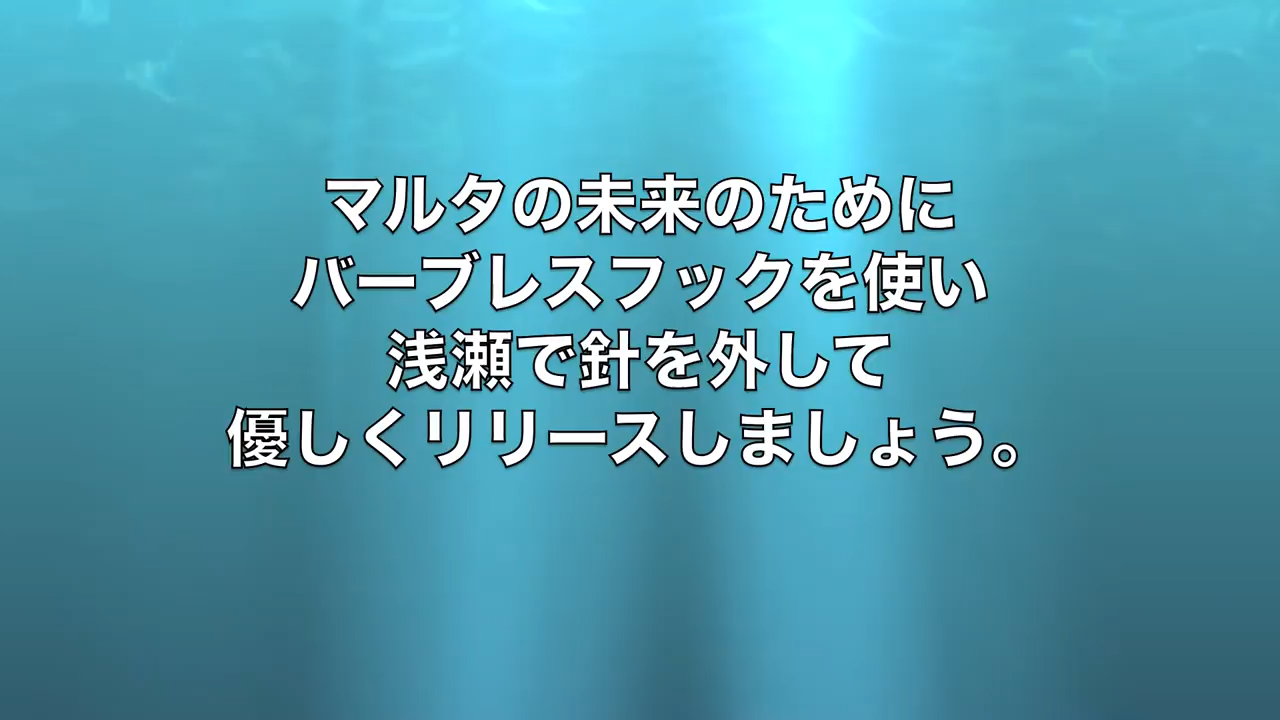 マルタの未来のために
バーブレスフックを使い
浅瀬で針を外して
優しくリリースしましょう。